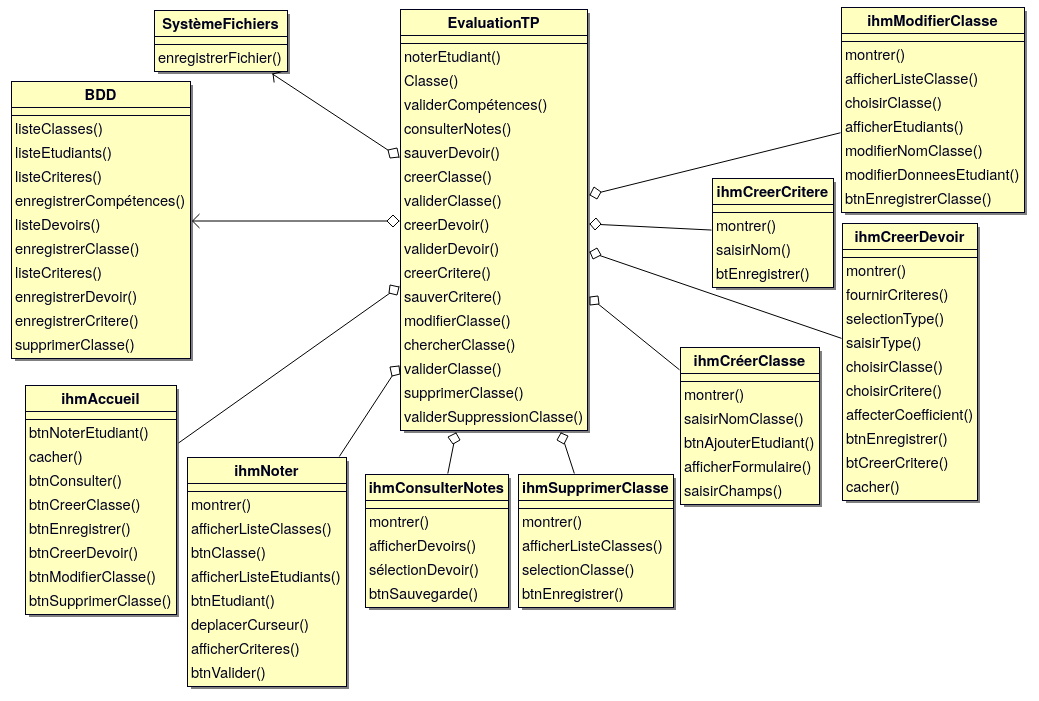 SystèmeFichiers
enregistrerFichier()
BDD
listeClasses()
listeEtudiants()
listeCriteres()
enregistrerCompétences()
listeDevoirs()
enregistrerClasse()
listeCriteres()
enregistrerDevoir()
enregistrerCritere()
supprimerClasse()
EvaluationTP
noterEtudiant()
Classe()
validerCompétences()
consulterNotes()
sauverDevoir()
creerClasse()
validerClasse()
creerDevoir()
validerDevoir()
creerCritere()
sauverCritere()
modifierClasse()
chercherClasse()
validerClasse()
supprimerClasse()
validerSuppressionClasse()
ihmModifierClasse
montrer()
afficherListeClasse()
choisirClasse()
afficherEtudiants()
modifierNomClasse()
modifierDonneesEtudiant()
btnEnregistrerClasse()
ihmCreerCritere
montrer()
saisirNom()
btEnregistrer()
ihmCreerDevoir
montrer()
fournirCriteres()
selectionType()
saisirType()
choisirClasse()
choisirCritere()
affecterCoefficient()
btnEnregistrer()
btCreerCritere()
cacher()
ihmCréerClasse
montrer()
saisirNomClasse()
btnAjouterEtudiant()
afficherFormulaire()
saisirChamps()
ihmAccueil
btnNoterEtudiant()
cacher()
btnConsulter()
btnCreerClasse()
btnEnregistrer()
btnCreerDevoir()
btnModifierClasse()
btnSupprimerClasse()
ihmNoter
montrer()
afficherListeClasses()
btnClasse()
afficherListeEtudiants()
btnEtudiant()
deplacerCurseur()
afficherCriteres()
btnValider()
ihmConsulterNotes
montrer()
afficherDevoirs()
sélectionDevoir()
btnSauvegarde()
ihmSupprimerClasse
montrer()
afficherListeClasses()
selectionClasse()
btnEnregistrer()